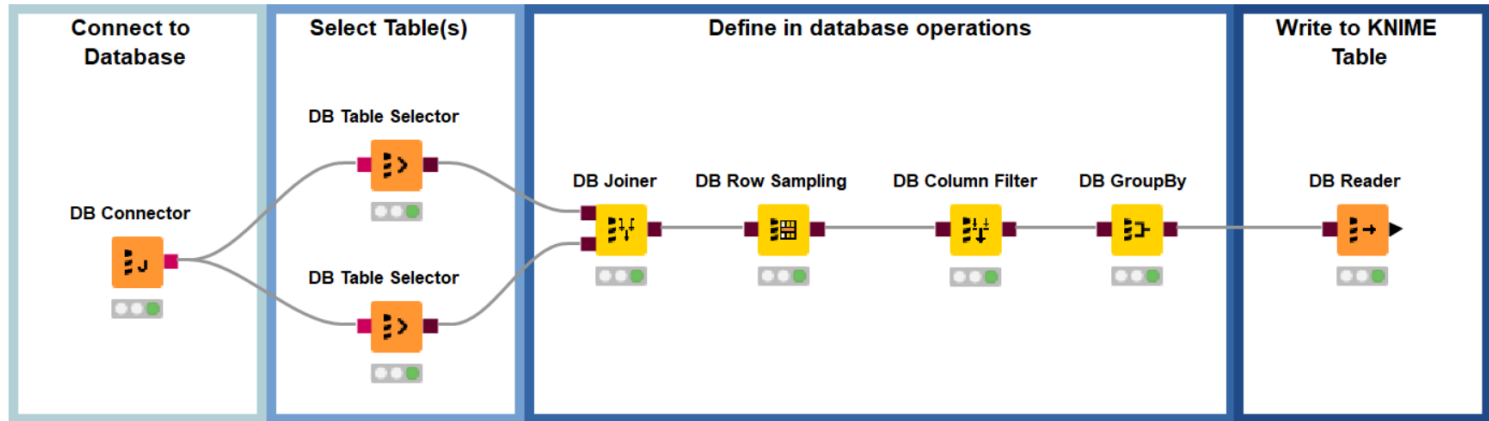 Connect to
Database
Select Table(s)
Define in database operations
Write to KNIME
Table
DB Connector
DB Table Selector
DB Table Selector
DB Joiner
DB Row Sampling
DB Column Filter
DB GroupBy
DB Reader